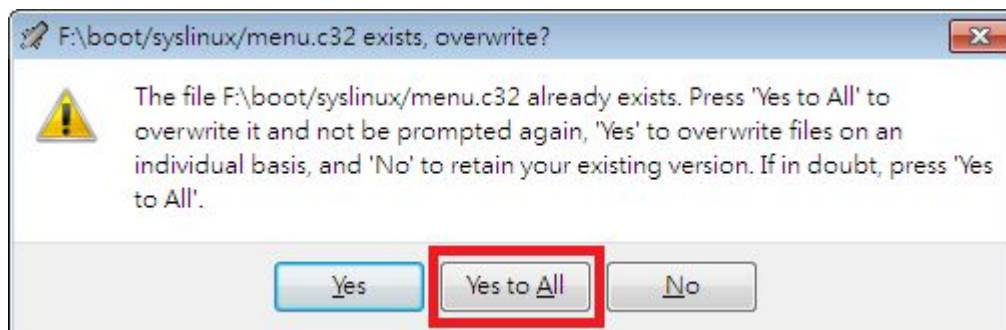 F:\boot/syslinux/menu.c32 exists, overwrite?
The file F:\boot/syslinux/menu.c32 already exists. Press 'Yes to All' to
overwrite it and not be prompted again, 'Yes' to overwrite files on an
individual basis, and 'No' to retain your existing version. If in doubt, press 'Yes
to All'.
Yes Yes to All No